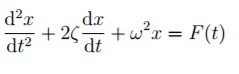 d²x/dt² + 2ζ dx/dt + ω²x = F(t)